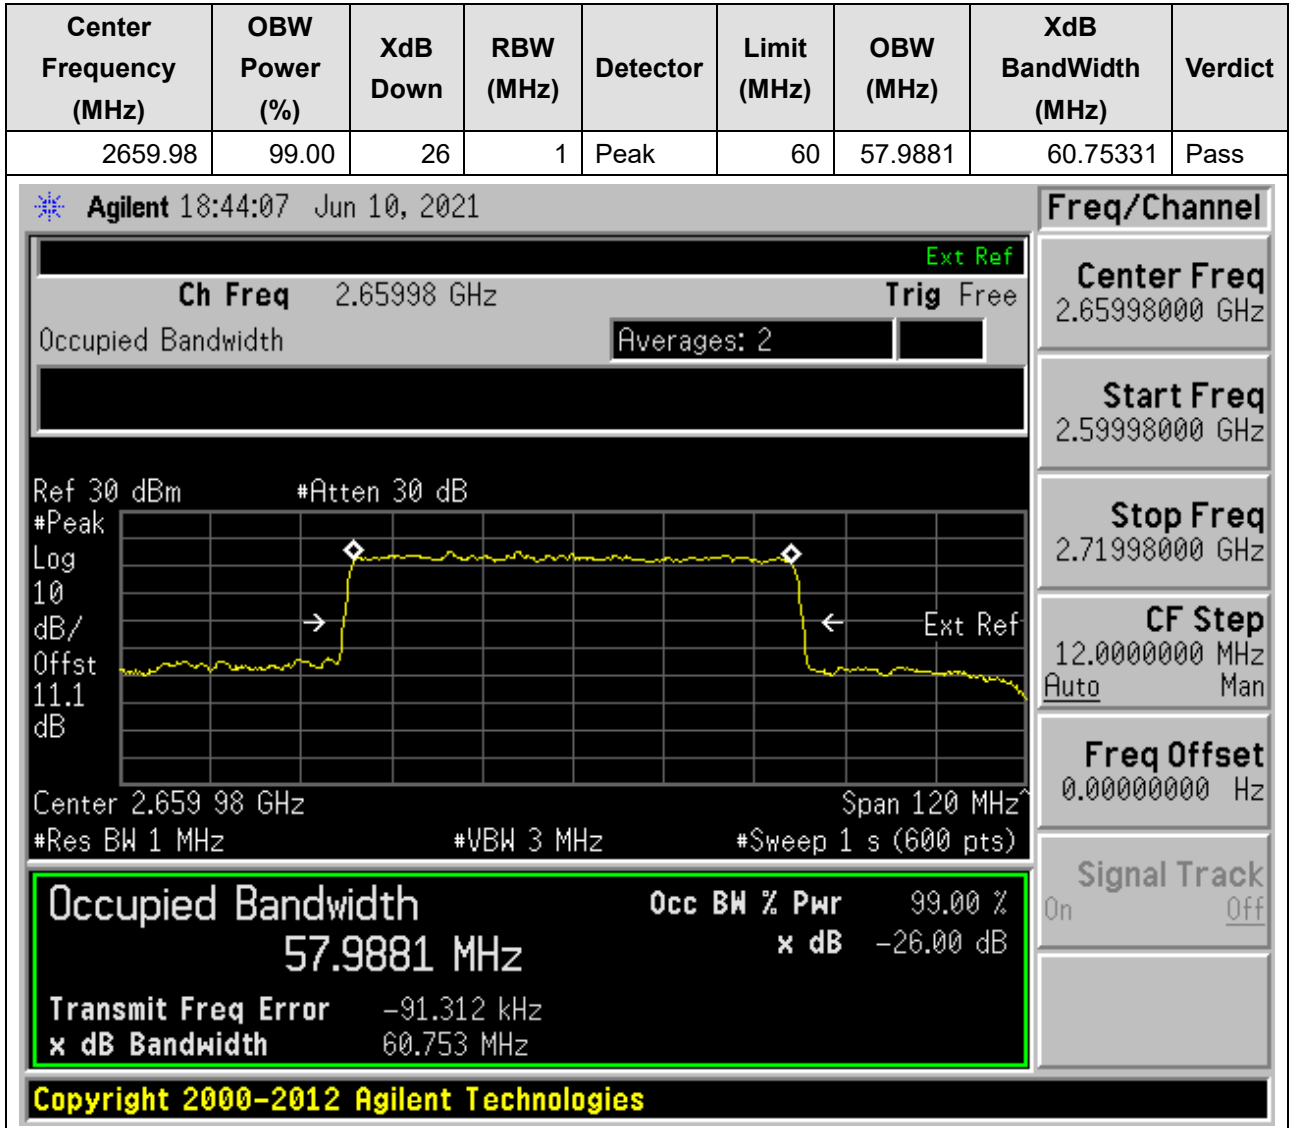 Center Frequency (MHz) OBW Power (%) XdB Down RBW (MHz) Detector Limit (MHz) OBW (MHz) XdB BandWidth (MHz) Verdict
2659.98 99.00 26 1 Peak 60 57.9881 60.75331 Pass
Agilent 18:44:07 Jun 10, 2021
Ext Ref
Ch Freq 2.65998 GHz Trig Free
Occupied Bandwidth Averages: 2
Ref 30 dBm #Atten 30 dB
#Peak
Log
10
dB/
Offst
11.1
dB
Ext Ref
Center 2.659 98 GHz Span 120 MHz^
#Res BW 1 MHz #VBW 3 MHz #Sweep 1 s (600 pts)
Occupied Bandwidth
57.9881 MHz
Occ BW % Pwr 99.00 %
x dB -26.00 dB
Transmit Freq Error -91.312 kHz
x dB Bandwidth 60.753 MHz
Copyright 2000-2012 Agilent Technologies
Freq/Channel
Center Freq
2.65998000 GHz
Start Freq
2.59998000 GHz
Stop Freq
2.71998000 GHz
CF Step
12.0000000 MHz
Auto Man
Freq Offset
0.00000000 Hz
Signal Track
On Off